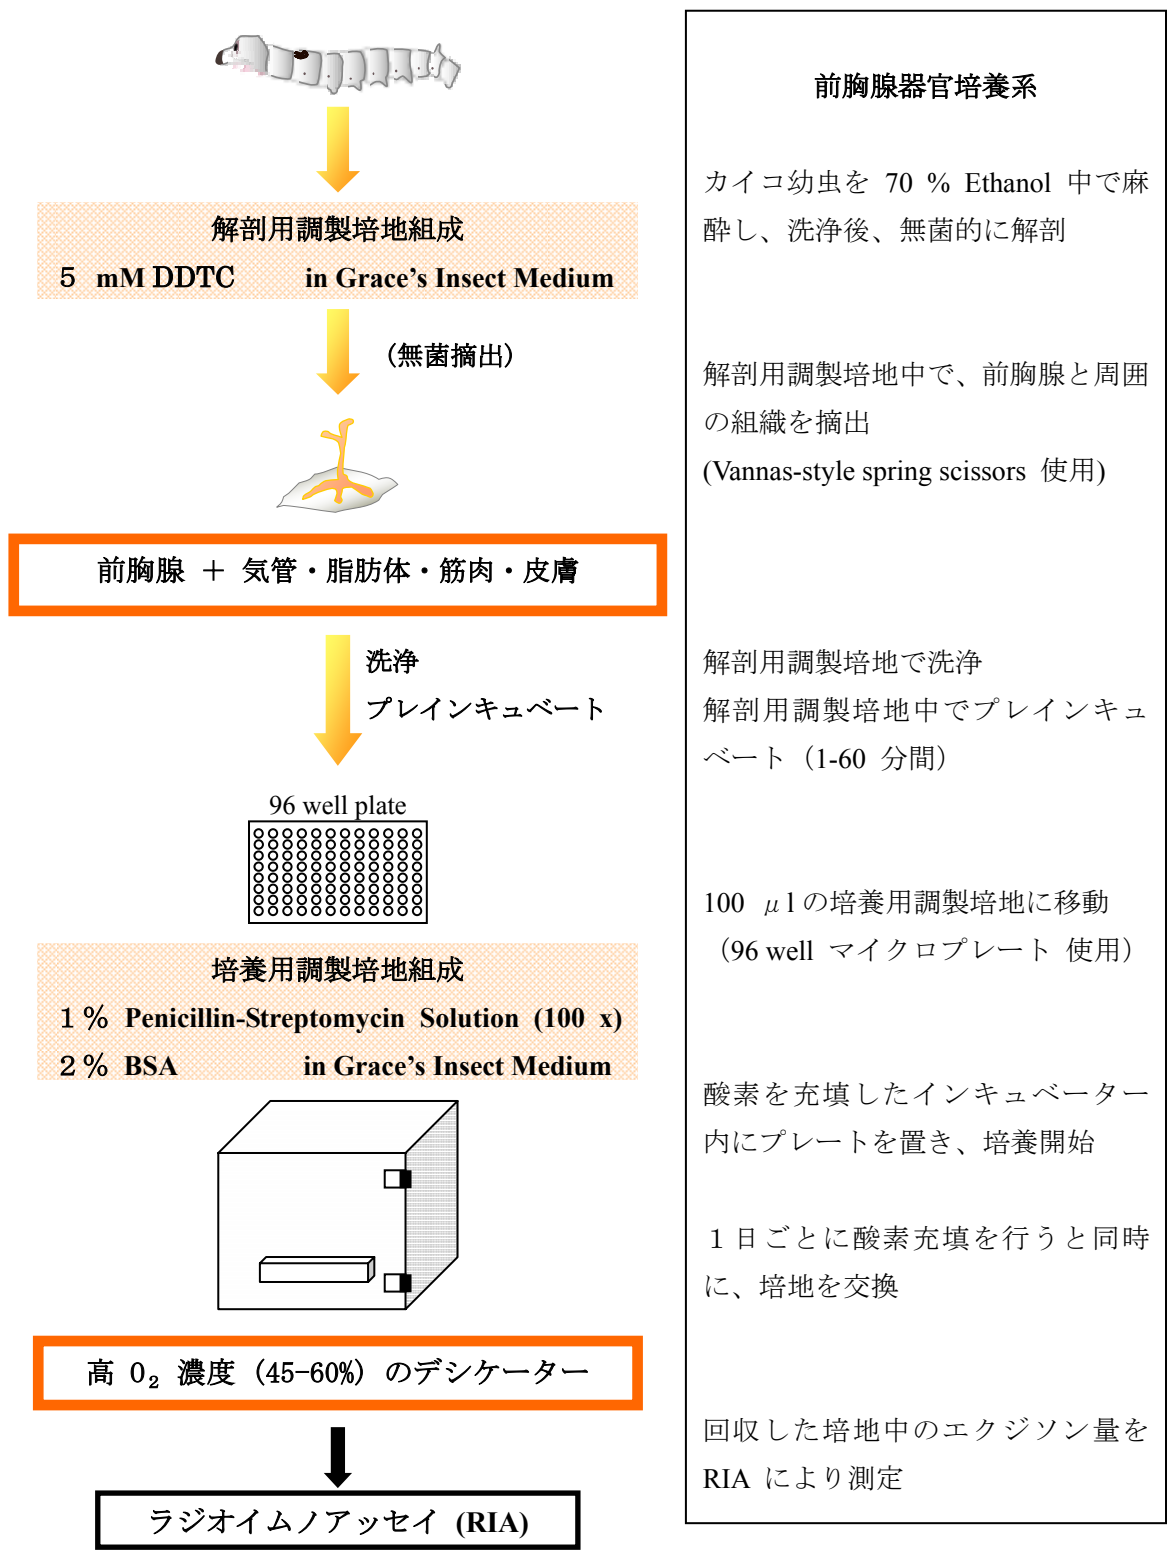 解剖用調製培地組成
５ mM DDTC in Grace’s Insect Medium
(無菌摘出)
前胸腺 ＋ 気管・脂肪体・筋肉・皮膚
洗浄
プレインキュベート
96 well plate
培養用調製培地組成
１% Penicillin-Streptomycin Solution (100 x)
２% BSA in Grace’s Insect Medium
高 O₂ 濃度 (45-60%) のデシケーター
ラジオイムノアッセイ (RIA)
前胸腺器官培養系
カイコ幼虫を 70 % Ethanol 中で麻
酔し、洗浄後、無菌的に解剖
解剖用調製培地中で、前胸腺と周囲
の組織を摘出
(Vannas-style spring scissors 使用)
解剖用調製培地で洗浄
解剖用調製培地中でプレインキュ
ベート（1-60 分間）
100 μl の培養用調製培地に移動
（96 well マイクロプレート 使用）
酸素を充填したインキュベーター
内にプレートを置き、培養開始
１日ごとに酸素充填を行うと同時
に、培地を交換
回収した培地中のエクジソン量を
RIA により測定